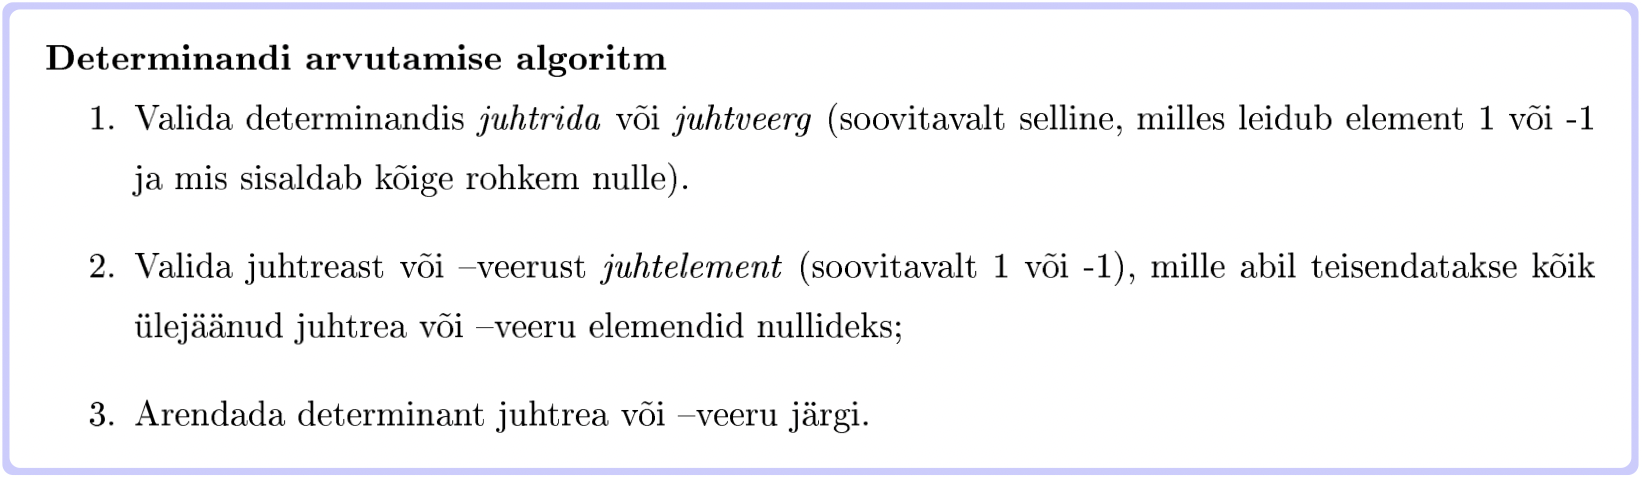 Determinandi arvutamise algoritm
1. Valida determinandis juhtrida või juhtveerg (soovitavalt selline, milles leidub element 1 või -1
ja mis sisaldab kõige rohkem nulle).
2. Valida juhtreast või –veerust juhtelement (soovitavalt 1 või -1), mille abil teisendatakse kõik
ülejäänud juhtrea või –veeru elemendid nullideks;
3. Arendada determinant juhtrea või –veeru järgi.